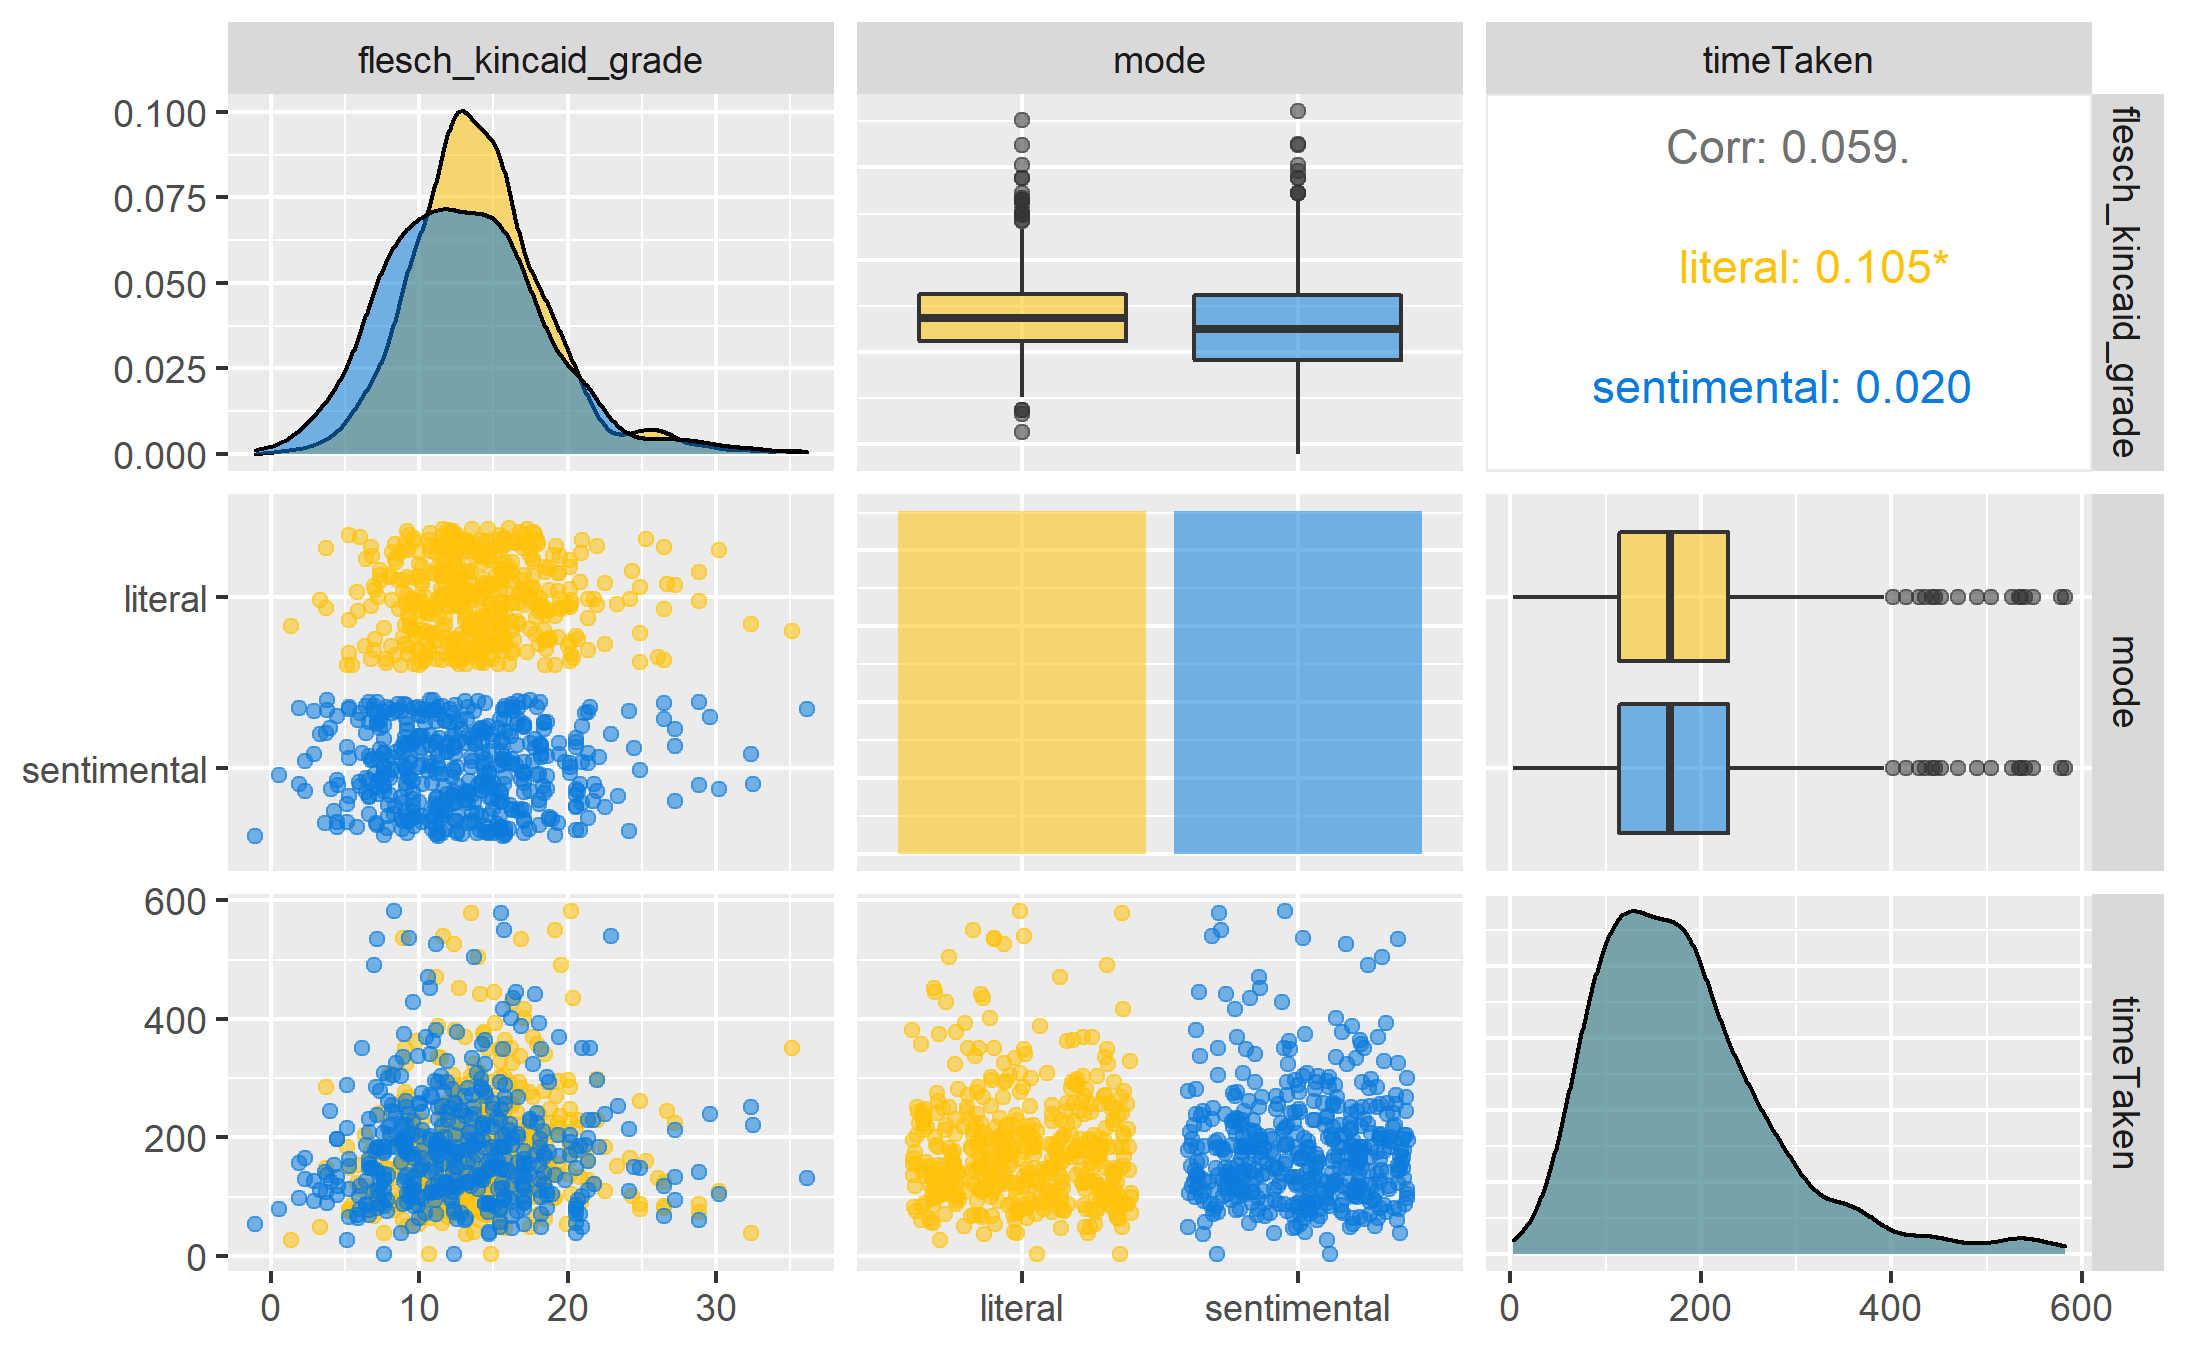 flesch_kincaid_grade
mode
timeTaken
0.100
0.075
0.050
0.025
0.000
Corr: 0.059.
literal: 0.105*
sentimental: 0.020
flesch_kincaid_grade
literal
sentimental
mode
600
400
200
0
timeTaken
0 10 20 30
literal sentimental
0 200 400 600